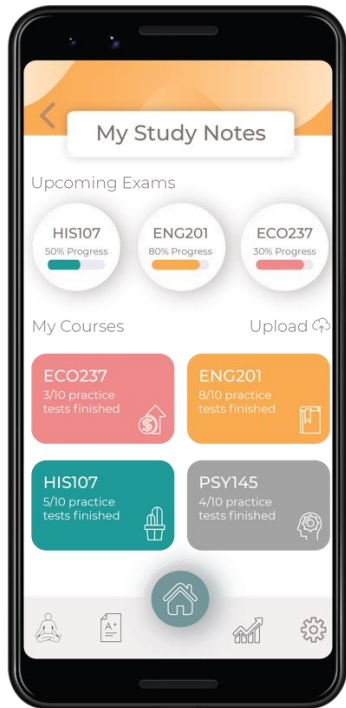 My Study Notes
Upcoming Exams
HIS107
50% Progress
ENG201
80% Progress
ECO237
30% Progress
My Courses
Upload
ECO237
3/10 practice
tests finished
ENG201
8/10 practice
tests finished
HIS107
5/10 practice
tests finished
PSY145
4/10 practice
tests finished
A+